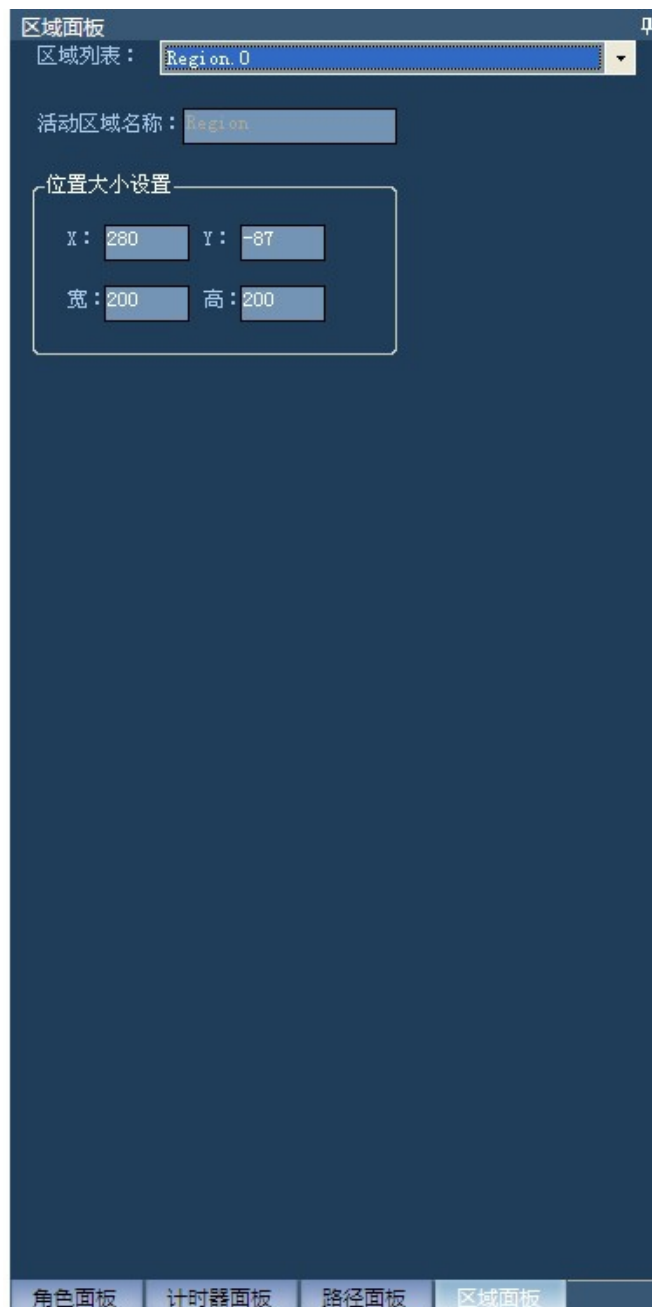 区域面板
区域列表： Region.0
活动区域名称： Region
位置大小设置
X： 280 Y： -87
宽：200 高：200
角色面板 计时器面板 路径面板 区域面板